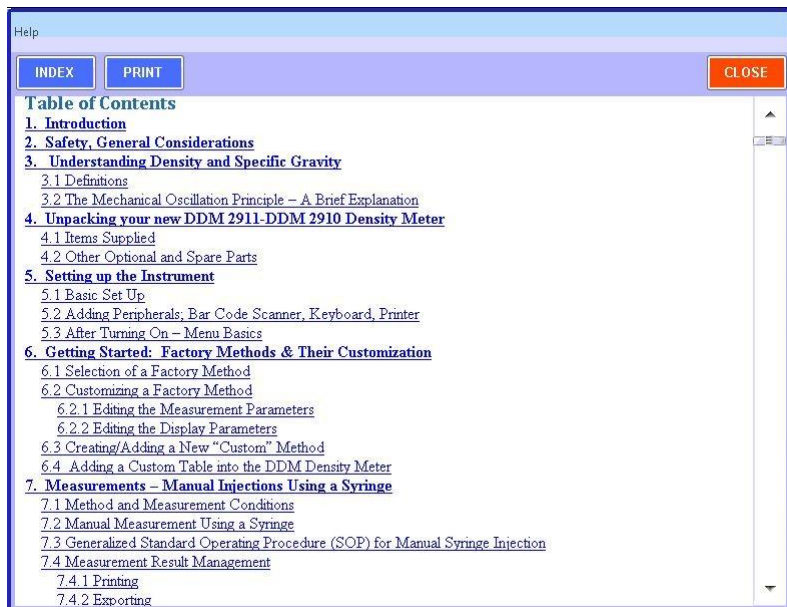 Help
INDEX PRINT CLOSE
Table of Contents
1. Introduction
2. Safety, General Considerations
3. Understanding Density and Specific Gravity
3.1 Definitions
3.2 The Mechanical Oscillation Principle – A Brief Explanation
4. Unpacking your new DDM 2911-DDM 2910 Density Meter
4.1 Items Supplied
4.2 Other Optional and Spare Parts
5. Setting up the Instrument
5.1 Basic Set Up
5.2 Adding Peripherals; Bar Code Scanner, Keyboard, Printer
5.3 After Turning On – Menu Basics
6. Getting Started: Factory Methods & Their Customization
6.1 Selection of a Factory Method
6.2 Customizing a Factory Method
6.2.1 Editing the Measurement Parameters
6.2.2 Editing the Display Parameters
6.3 Creating/Adding a New “Custom” Method
6.4 Adding a Custom Table into the DDM Density Meter
7. Measurements – Manual Injections Using a Syringe
7.1 Method and Measurement Conditions
7.2 Manual Measurement Using a Syringe
7.3 Generalized Standard Operating Procedure (SOP) for Manual Syringe Injection
7.4 Measurement Result Management
7.4.1 Printing
7.4.2 Exporting